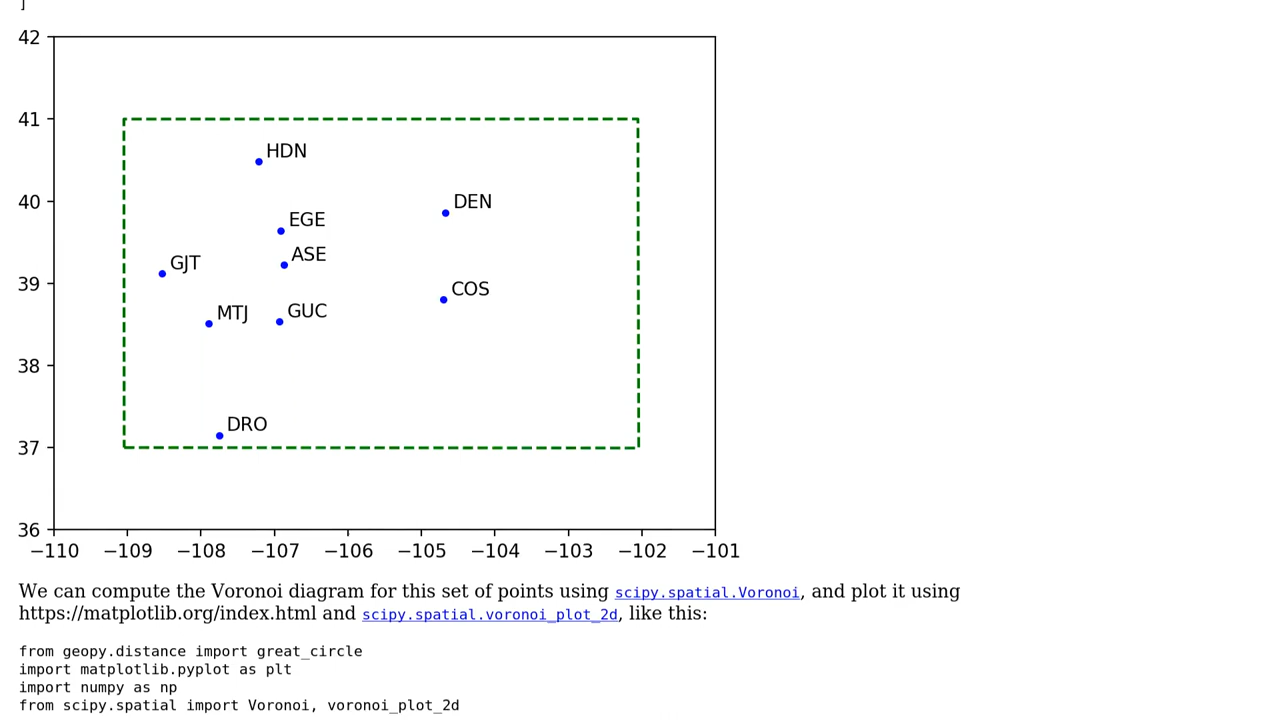 ]
42
41
HDN
40
DEN
EGE
ASE
GJT
39
COS
MTJ
GUC
38
DRO
37
36
−110 −109 −108 −107 −106 −105 −104 −103 −102 −101
We can compute the Voronoi diagram for this set of points using scipy.spatial.Voronoi, and plot it using
https://matplotlib.org/index.html and scipy.spatial.voronoi_plot_2d, like this:
from geopy.distance import great_circle
import matplotlib.pyplot as plt
import numpy as np
from scipy.spatial import Voronoi, voronoi_plot_2d